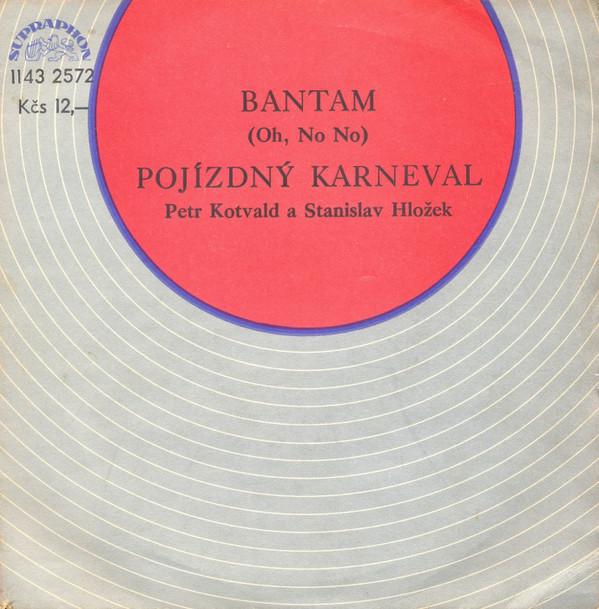 SUPRAPHON
1143 2572
Kčs 12,—
BANTAM
(Oh, No No)
POJÍZDNÝ KARNEVAL
Petr Kotvald a Stanislav Hložek